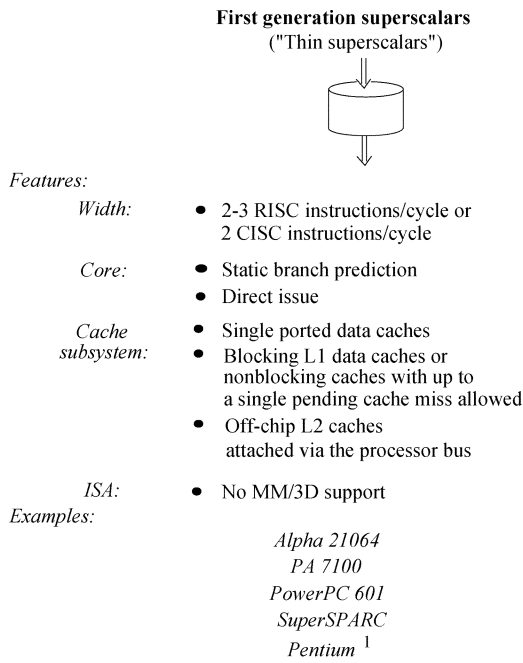 First generation superscalars
("Thin superscalars")
Features:
Width: • 2-3 RISC instructions/cycle or
2 CISC instructions/cycle
Core: • Static branch prediction
• Direct issue
Cache • Single ported data caches
subsystem: • Blocking L1 data caches or
nonblocking caches with up to
a single pending cache miss allowed
• Off-chip L2 caches
attached via the processor bus
ISA: • No MM/3D support
Examples:
Alpha 21064
PA 7100
PowerPC 601
SuperSPARC
Pentium 1